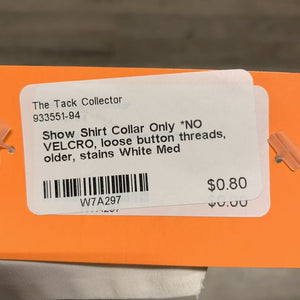 The Tack Collector
933551-94
Show Shirt Collar Only *NO
VELCRO, loose button threads,
older, stains White Med
W7A297
$0.80